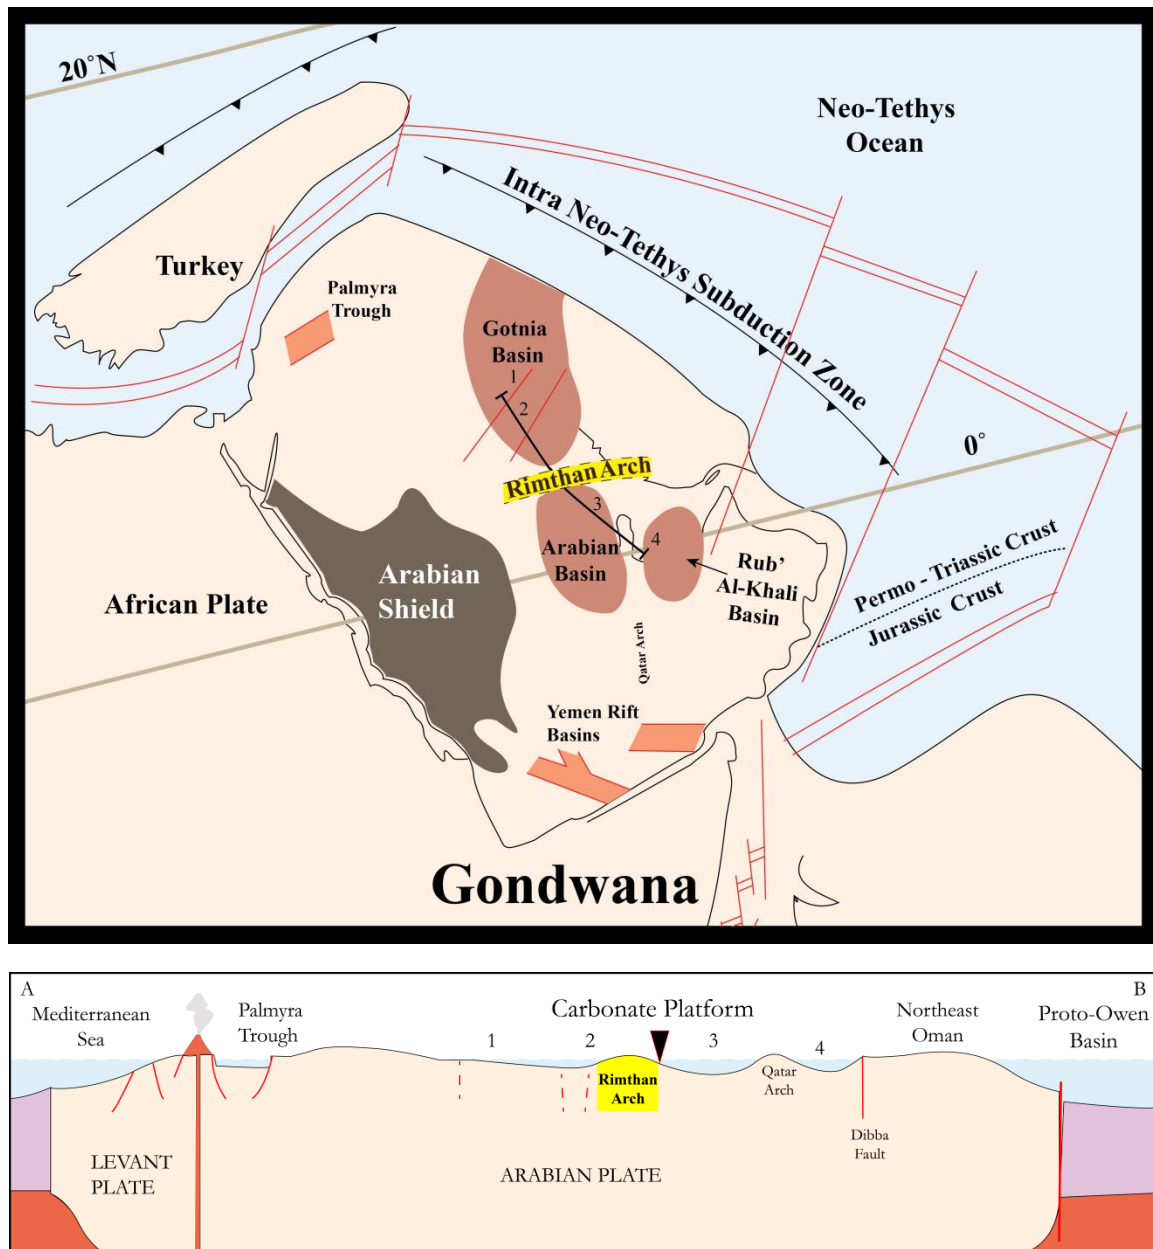 20°N
Neo-Tethys
Ocean
Intra Neo-Tethys Subduction Zone
Turkey
Palmyra
Trough
Gotnia
Basin
1
2
0°
Rimthan Arch
3
4
Arabian
Basin
Rub'
Al-Khali
Basin
Arabian
Shield
African Plate
Permo - Triassic Crust
Jurassic Crust
Qatar Arch
Yemen Rift
Basins
Gondwana
A
B
Mediterranean
Sea
Palmyra
Trough
Carbonate Platform
Northeast
Oman
Proto-Owen
Basin
1
2
3
4
Rimthan
Arch
Qatar
Arch
Dibba
Fault
LEVANT
PLATE
ARABIAN PLATE